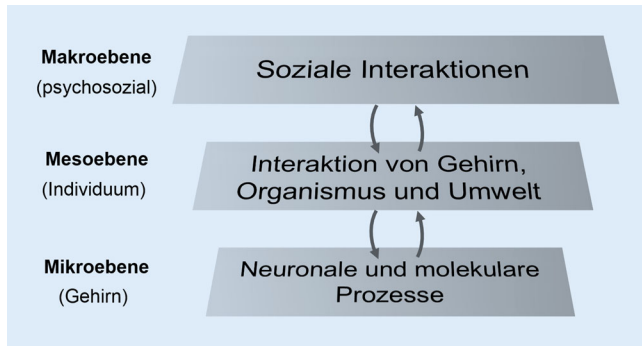 Makroebene
(psychosozial)
Soziale Interaktionen
Mesoebene
(Individuum)
Interaktion von Gehirn,
Organismus und Umwelt
Mikroebene
(Gehirn)
Neuronale und molekulare
Prozesse